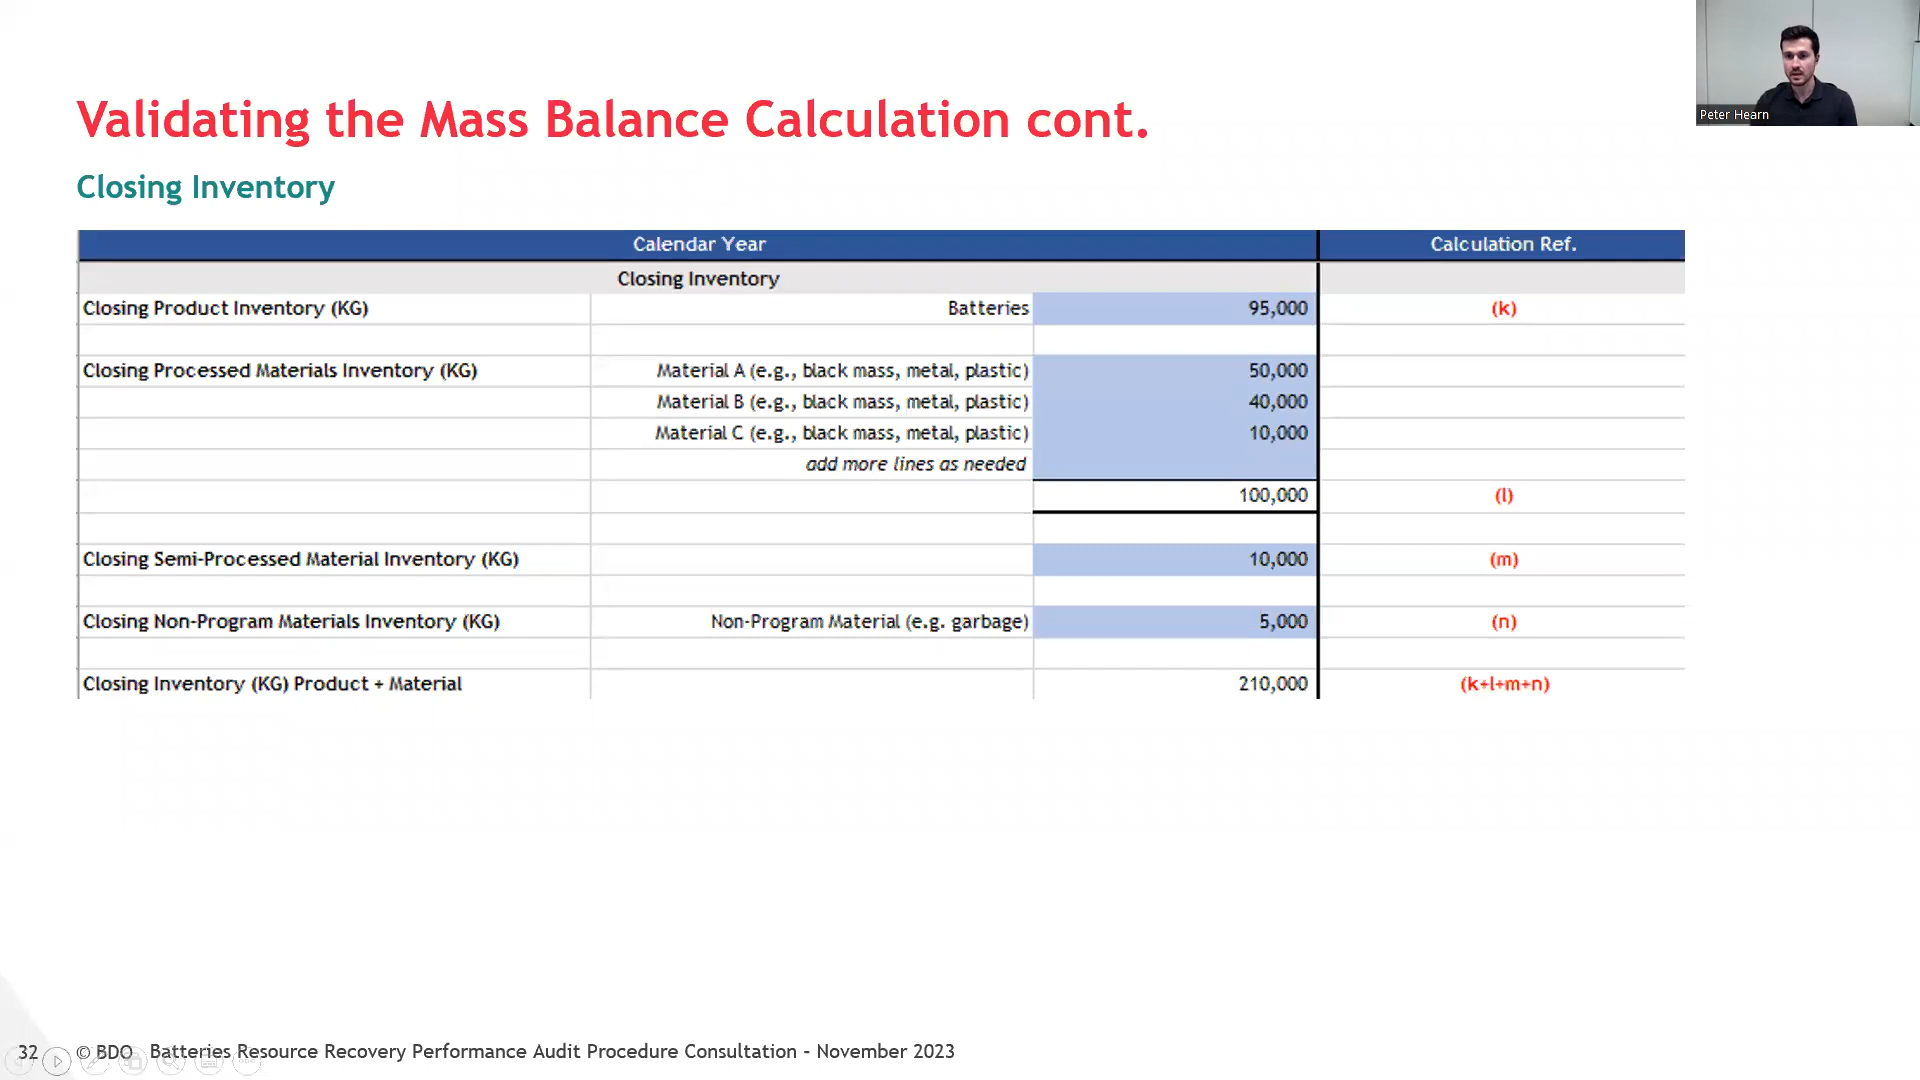 Peter Hearn
Validating the Mass Balance Calculation cont.
Closing Inventory
Calendar Year Calculation Ref.
Closing Inventory
Closing Product Inventory (KG) Batteries 95,000 (k)
Closing Processed Materials Inventory (KG) Material A (e.g., black mass, metal, plastic) 50,000
Material B (e.g., black mass, metal, plastic) 40,000
Material C (e.g., black mass, metal, plastic) 10,000
add more lines as needed
100,000 (l)
Closing Semi-Processed Material Inventory (KG) 10,000 (m)
Closing Non-Program Materials Inventory (KG) Non-Program Material (e.g. garbage) 5,000 (n)
Closing Inventory (KG) Product + Material 210,000 (k+l+m+n)
32 © BDO Batteries Resource Recovery Performance Audit Procedure Consultation - November 2023